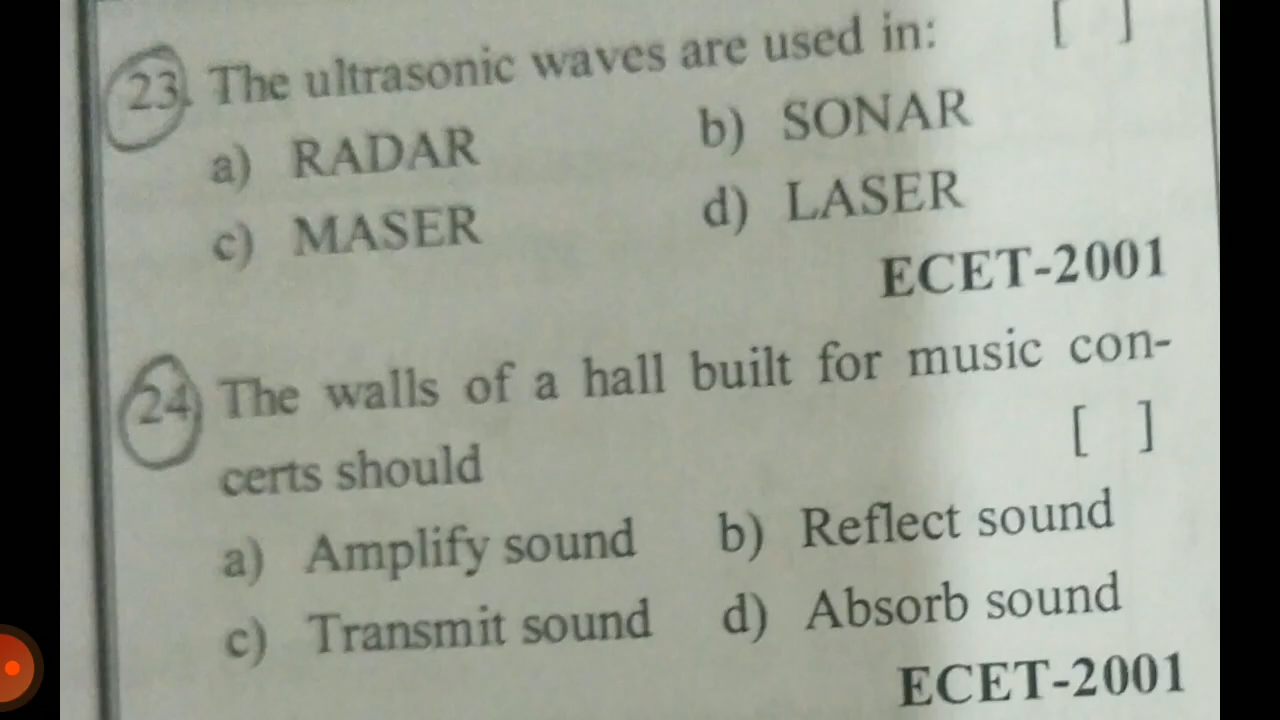 23. The ultrasonic waves are used in: [ ]
a) RADAR b) SONAR
c) MASER d) LASER
ECET-2001
24. The walls of a hall built for music con-
certs should [ ]
a) Amplify sound b) Reflect sound
c) Transmit sound d) Absorb sound
ECET-2001